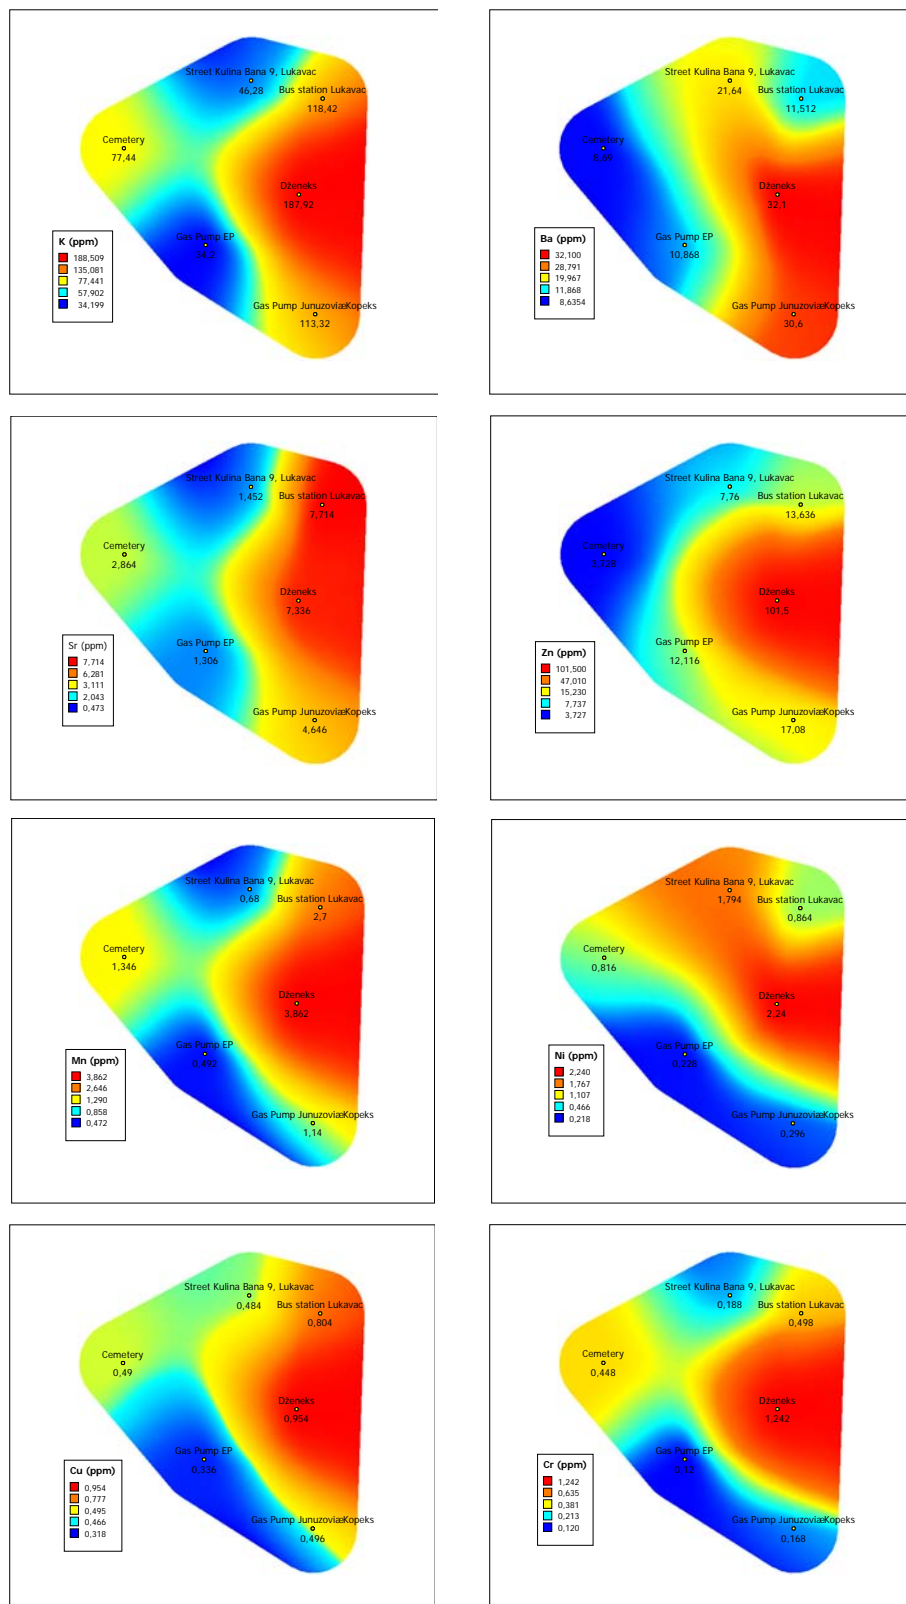 Street Kulina Bana 9, Lukavac
46,28
Bus station Lukavac
118,42
Cemetery
77,44
Dženeks
187,92
Gas Pump EP
34,2
K (ppm)
188,509
135,081
77,441
57,902
34,199
Gas Pump JunuzoviæKopeks
113,32
Street Kulina Bana 9, Lukavac
21,64
Bus station Lukavac
11,512
Cemetery
8,69
Dženeks
32,1
Gas Pump EP
10,868
Ba (ppm)
32,100
28,791
19,967
11,868
8,6354
Gas Pump JunuzoviæKopeks
30,6
Street Kulina Bana 9, Lukavac
1,452
Bus station Lukavac
7,714
Cemetery
2,864
Dženeks
7,336
Gas Pump EP
1,306
Sr (ppm)
7,714
6,281
3,111
2,043
0,473
Gas Pump JunuzoviæKopeks
4,646
Street Kulina Bana 9, Lukavac
7,76
Bus station Lukavac
13,636
Cemetery
3,728
Dženeks
101,5
Gas Pump EP
12,116
Zn (ppm)
101,500
47,010
15,230
7,737
3,727
Gas Pump JunuzoviæKopeks
17,08
Street Kulina Bana 9, Lukavac
0,68
Bus station Lukavac
2,7
Cemetery
1,346
Dženeks
3,862
Gas Pump EP
0,492
Mn (ppm)
3,862
2,646
1,290
0,858
0,472
Gas Pump JunuzoviæKopeks
1,14
Street Kulina Bana 9, Lukavac
1,794
Bus station Lukavac
0,864
Cemetery
0,816
Dženeks
2,24
Gas Pump EP
0,226
Ni (ppm)
2,240
1,767
1,107
0,466
0,218
Gas Pump JunuzoviæKopeks
0,296
Street Kulina Bana 9, Lukavac
0,484
Bus station Lukavac
0,804
Cemetery
0,49
Dženeks
0,954
Gas Pump EP
0,336
Cu (ppm)
0,954
0,777
0,495
0,466
0,318
Gas Pump JunuzoviæKopeks
0,496
Street Kulina Bana 9, Lukavac
0,188
Bus station Lukavac
0,498
Cemetery
0,448
Dženeks
1,242
Gas Pump EP
0,12
Cr (ppm)
1,242
0,635
0,381
0,213
0,120
Gas Pump JunuzoviæKopeks
0,168